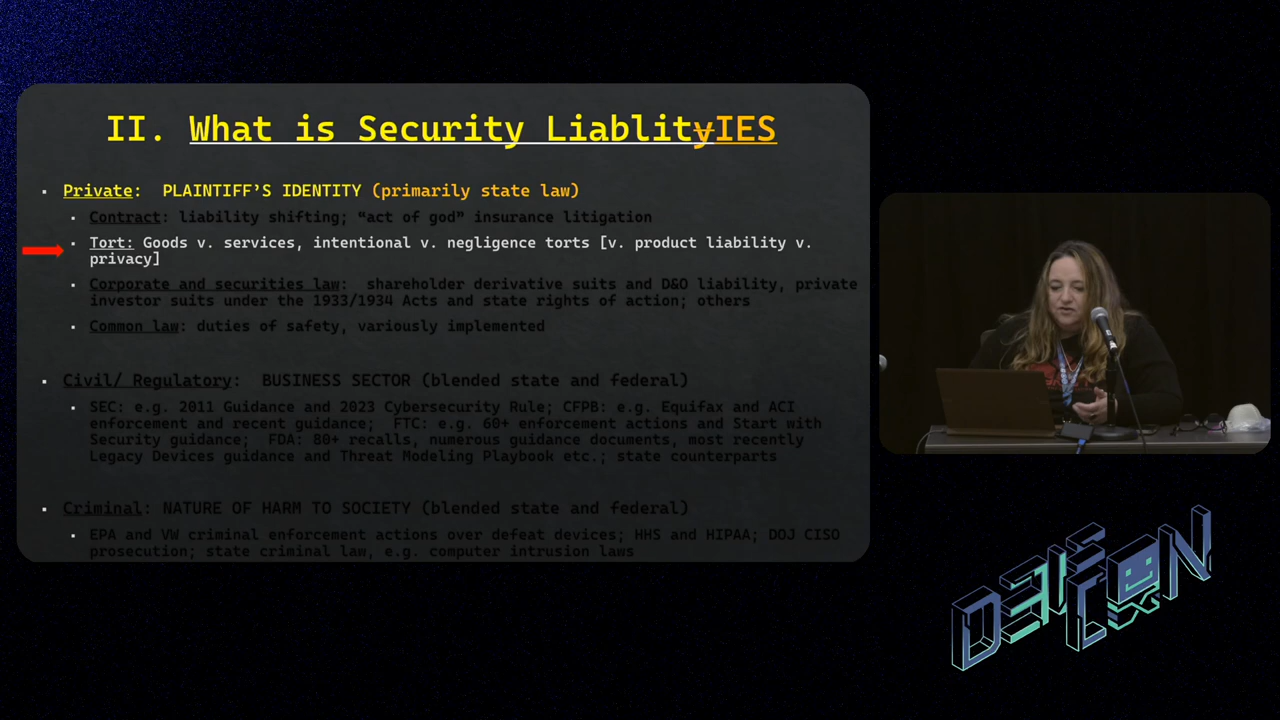 II. What is Security LiablityIES
▪ Private: PLAINTIFF’S IDENTITY (primarily state law)
▪ Contract: liability shifting; “act of god” insurance litigation
▪ Tort: Goods v. services, intentional v. negligence torts [v. product liability v.
privacy]
▪ Corporate and securities law: shareholder derivative suits and D&O liability, private
investor suits under the 1933/1934 Acts and state rights of action; others
▪ Common law: duties of safety, variously implemented
▪ Civil/ Regulatory: BUSINESS SECTOR (blended state and federal)
▪ SEC: e.g. 2011 Guidance and 2023 Cybersecurity Rule; CFPB: e.g. Equifax and ACI
enforcement and recent guidance; FTC: e.g. 60+ enforcement actions and Start with
Security guidance; FDA: 80+ recalls, numerous guidance documents, most recently
Legacy Devices guidance and Threat Modeling Playbook etc.; state counterparts
▪ Criminal: NATURE OF HARM TO SOCIETY (blended state and federal)
▪ EPA and VW criminal enforcement actions over defeat devices; HHS and HIPAA; DOJ CISO
prosecution; state criminal law, e.g. computer intrusion laws
DEF CON